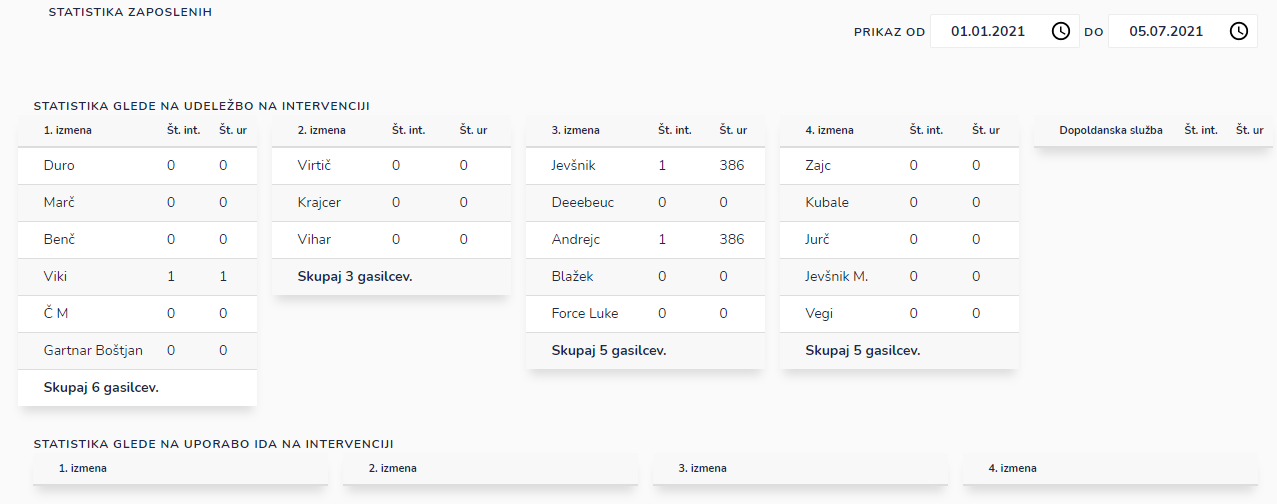 STATISTIKA ZAPOSLENIH
PRIKAZ OD 01.01.2021 DO 05.07.2021
STATISTIKA GLEDE NA UDELEŽBO NA INTERVENCIJI
1. izmena Št. int. Št. ur
Duro 0 0
Marč 0 0
Benč 0 0
Viki 1 1
Č M 0 0
Gartnar Boštjan 0 0
Skupaj 6 gasilcev.
2. izmena Št. int. Št. ur
Virtič 0 0
Krajcer 0 0
Vihar 0 0
Skupaj 3 gasilcev.
3. izmena Št. int. Št. ur
Jevšnik 1 386
Deeebeuc 0 0
Andrejc 1 386
Blažek 0 0
Force Luke 0 0
Skupaj 5 gasilcev.
4. izmena Št. int. Št. ur
Zajc 0 0
Kubale 0 0
Jurč 0 0
Jevšnik M. 0 0
Vegi 0 0
Skupaj 5 gasilcev.
Dopoldanska služba Št. int. Št. ur
STATISTIKA GLEDE NA UPORABO IDA NA INTERVENCIJI
1. izmena 2. izmena 3. izmena 4. izmena